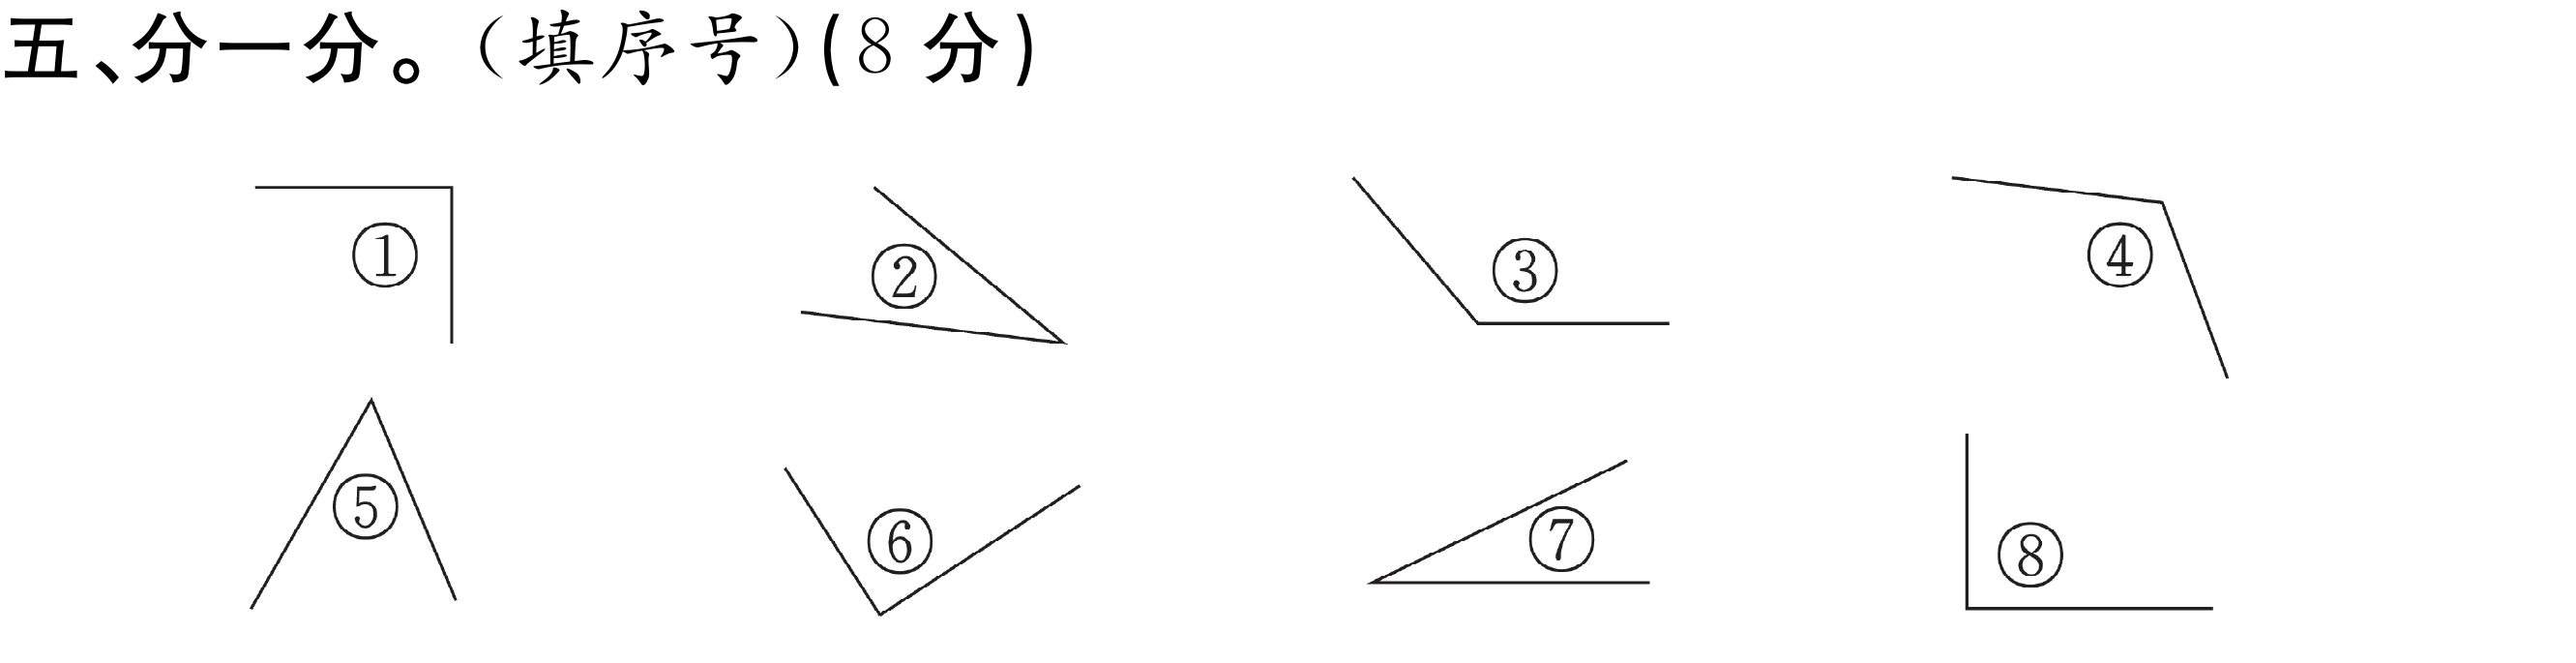 五、分一分。（填序号）(8 分)
① ② ③ ④
⑤ ⑥ ⑦ ⑧